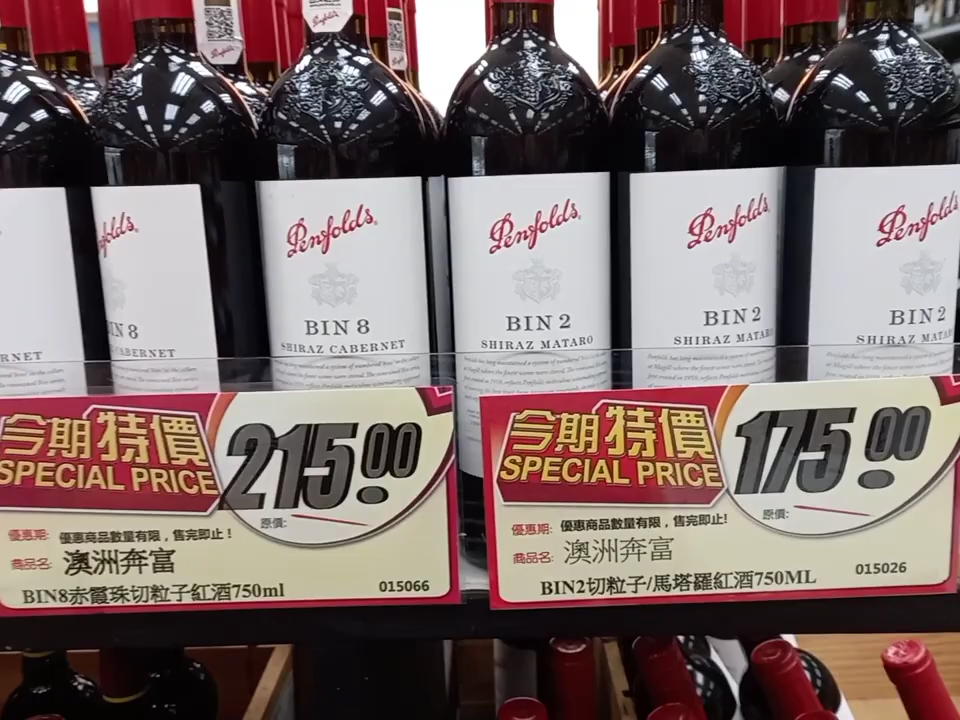 Penfolds
BIN 8
SHIRAZ CABERNET
Penfolds
BIN 2
SHIRAZ MATARO
Penfolds
BIN 2
SHIRAZ MATARO
Penfolds
BIN 2
SHIRAZ MATARO
BIN 8
CABERNET
今期特價
SPECIAL PRICE
215.00
原價:
優惠期: 優惠商品數量有限，售完即止！
商品名: 澳洲奔富
BIN8赤霞珠切粒子紅酒750ml
015066
今期特價
SPECIAL PRICE
175.00
原價:
優惠期: 優惠商品數量有限，售完即止!
商品名: 澳洲奔富
BIN2切粒子/馬塔羅紅酒750ML
015026